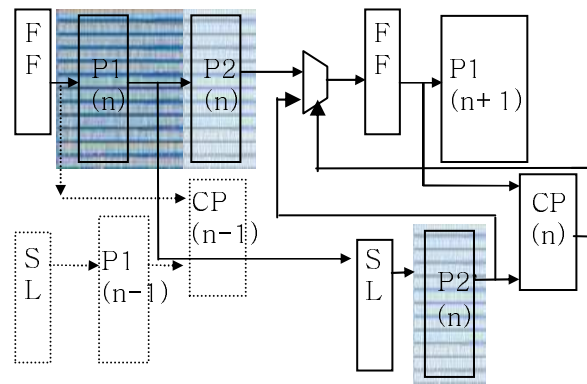 F
F
P1
(n)
P2
(n)
F
F
P1
(n+1)
CP
(n-1)
CP
(n)
S
L
P1
(n-1)
S
L
P2
(n)